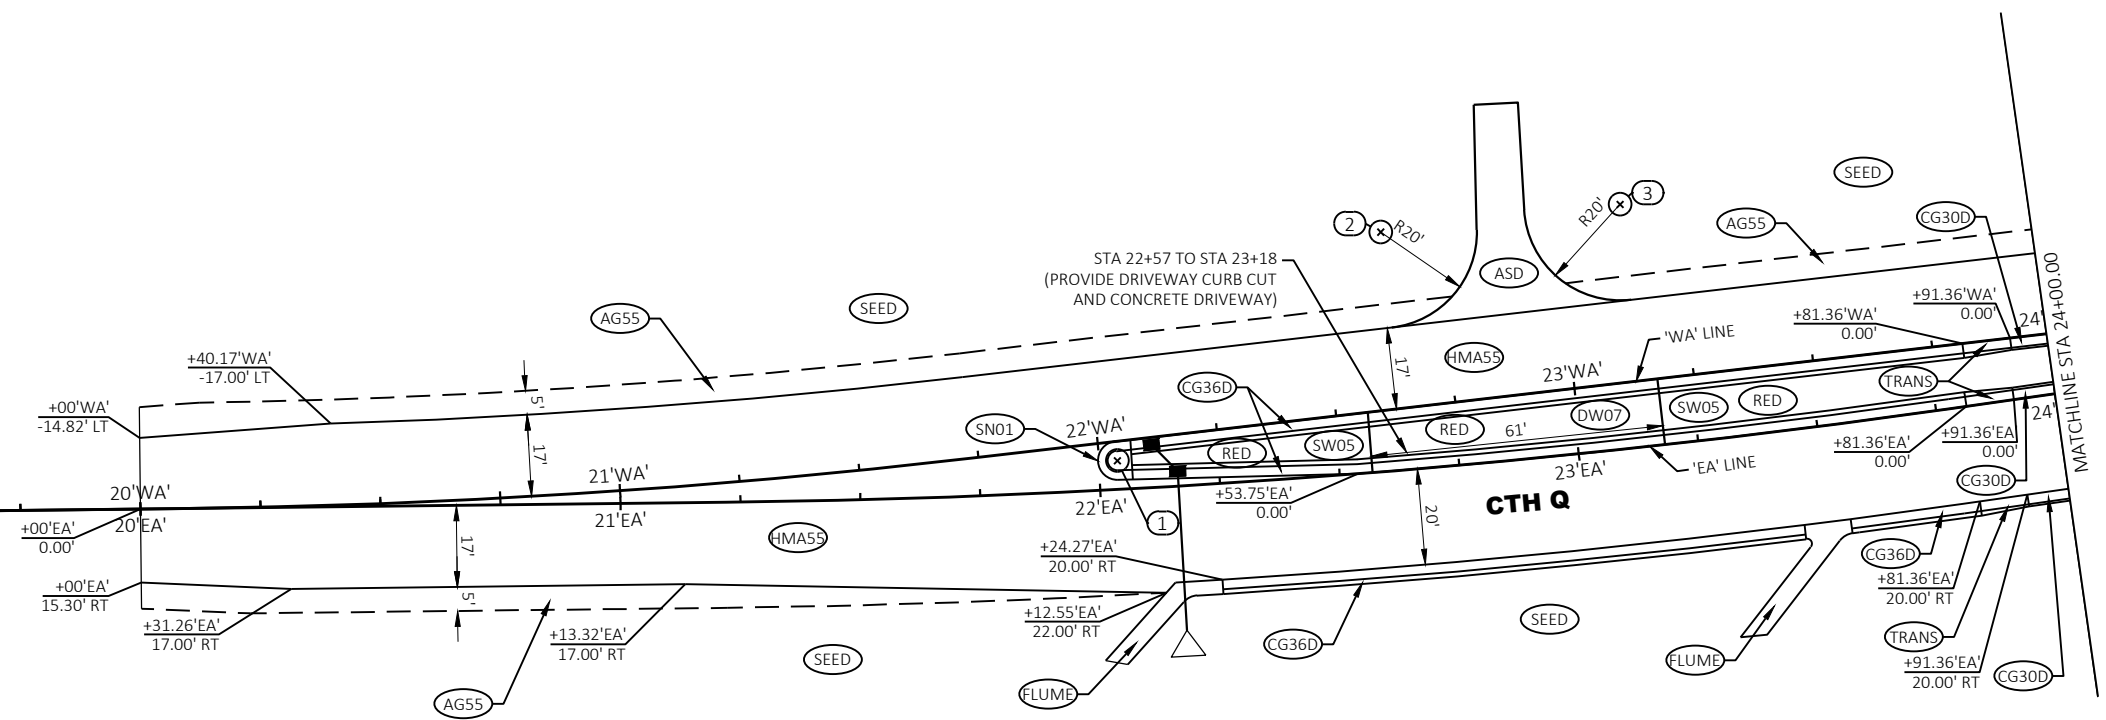 SEED
3
2
R20'
R20'
AG55
CG30D
STA 22+57 TO STA 23+18
(PROVIDE DRIVEWAY CURB CUT
AND CONCRETE DRIVEWAY)
ASD
SEED
AG55
+91.36'WA'
0.00'
+81.36'WA'
0.00'
24'
MATCHLINE STA 24+00.00
'WA' LINE
+40.17'WA'
-17.00' LT
HMA55
17'
23'WA'
CG36D
TRANS
5'
+00'WA'
-14.82' LT
SN01
22'WA'
RED
SW05
RED
DW07
SW05
RED
61'
24'
+81.36'EA'
0.00'
+91.36'EA
0.00'
17'
21'WA'
20'WA'
20'EA'
21'EA'
22'EA'
+53.75'EA'
0.00'
23'EA'
'EA' LINE
CG30D
CTH Q
+00'EA'
0.00'
1
17'
HMA55
20'
+24.27'EA'
20.00' RT
CG36D
+00'EA'
15.30' RT
5'
+81.36'EA'
20.00' RT
+31.26'EA'
17.00' RT
+13.32'EA'
17.00' RT
+12.55'EA'
22.00' RT
SEED
CG36D
TRANS
SEED
FLUME
+91.36'EA'
20.00' RT
CG30D
AG55
FLUME